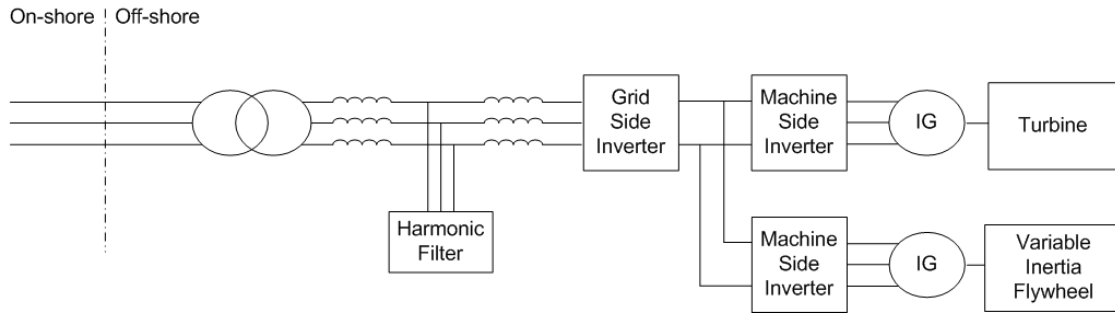 On-shore
Off-shore
Grid
Side
Inverter
Machine
Side
Inverter
IG
Turbine
Harmonic
Filter
Machine
Side
Inverter
IG
Variable
Inertia
Flywheel